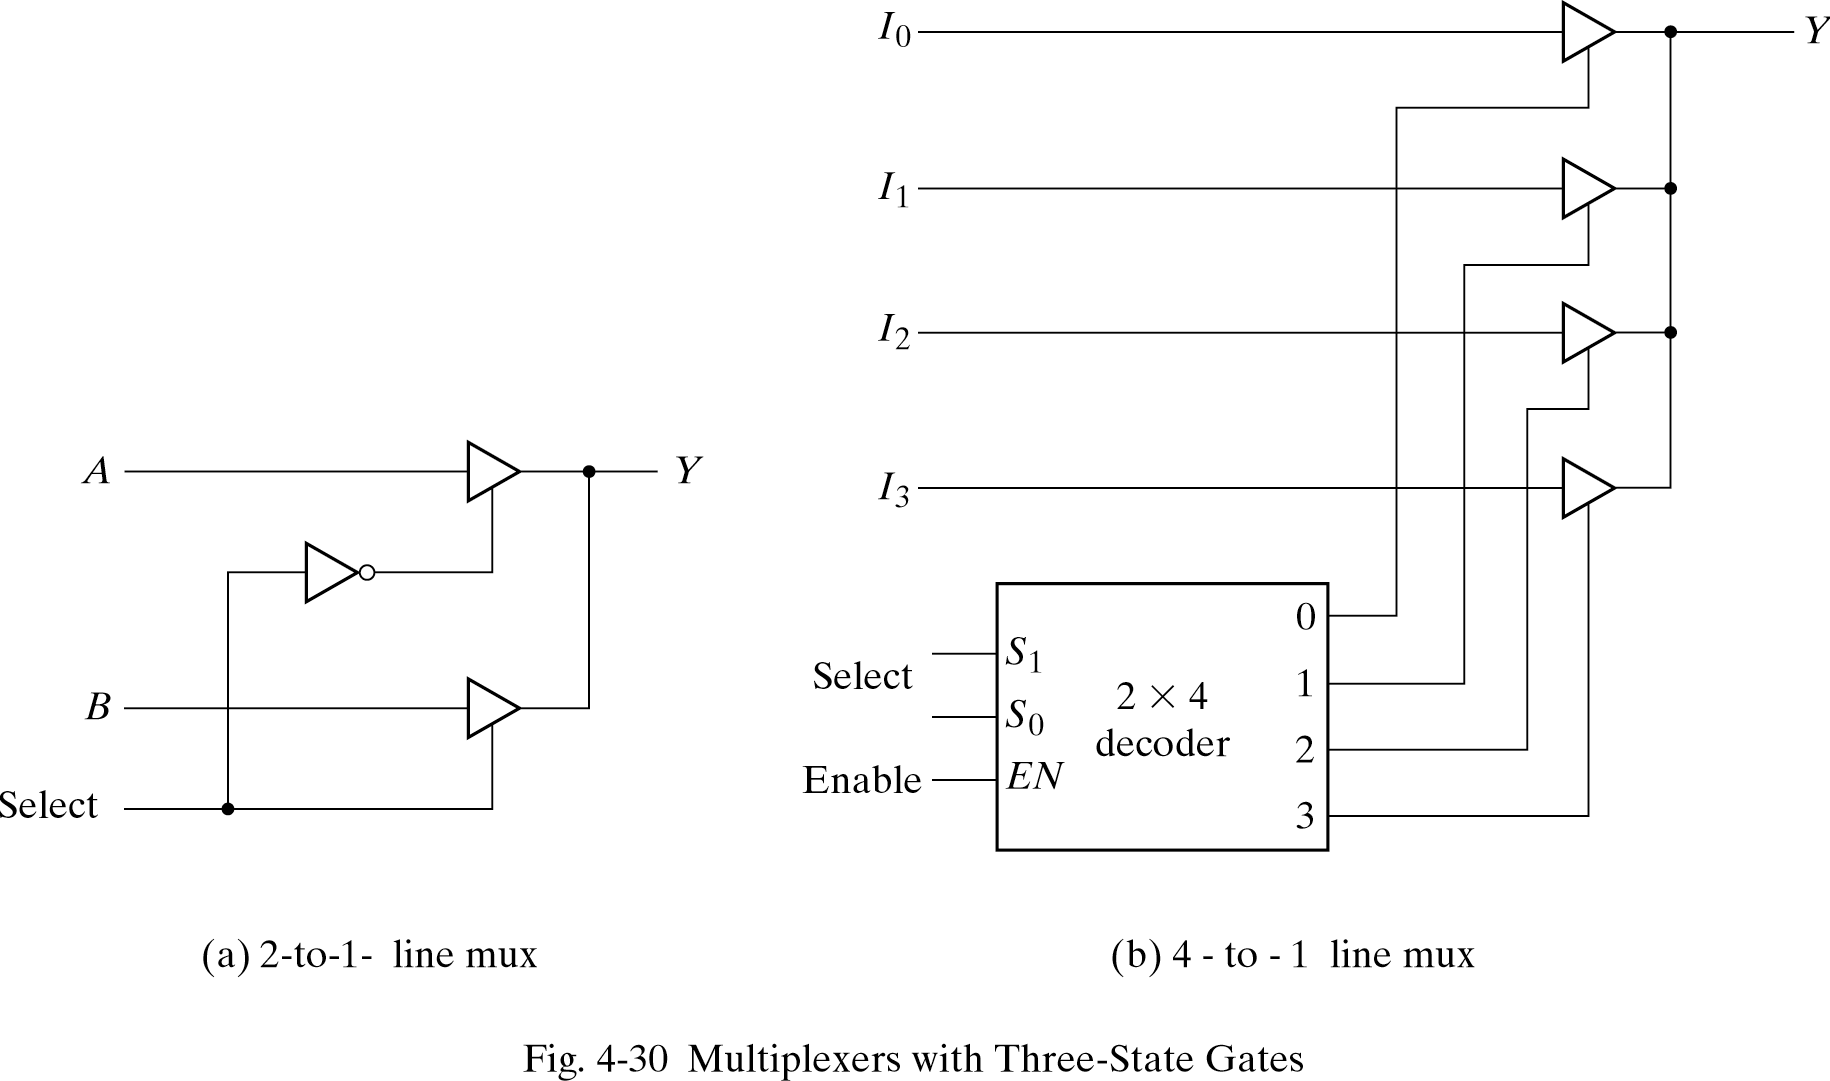 I0
Y
I1
I2
I3
A
Y
B
Select
Select
S1
S0
Enable
EN
2 × 4
decoder
0
1
2
3
(a) 2-to-1- line mux
(b) 4 - to - 1 line mux
Fig. 4-30 Multiplexers with Three-State Gates